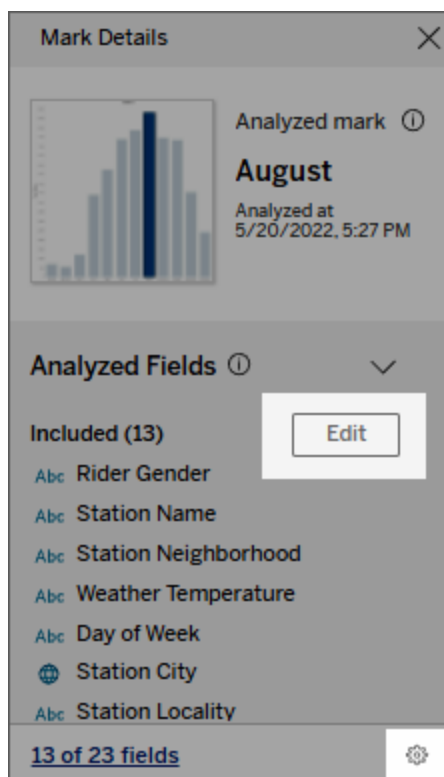 Mark Details
Analyzed mark
August
Analyzed at
5/20/2022, 5:27 PM
Analyzed Fields
Included (13)
Edit
Abc Rider Gender
Abc Station Name
Abc Station Neighborhood
Abc Weather Temperature
Abc Day of Week
Station City
Abc Station Locality
13 of 23 fields